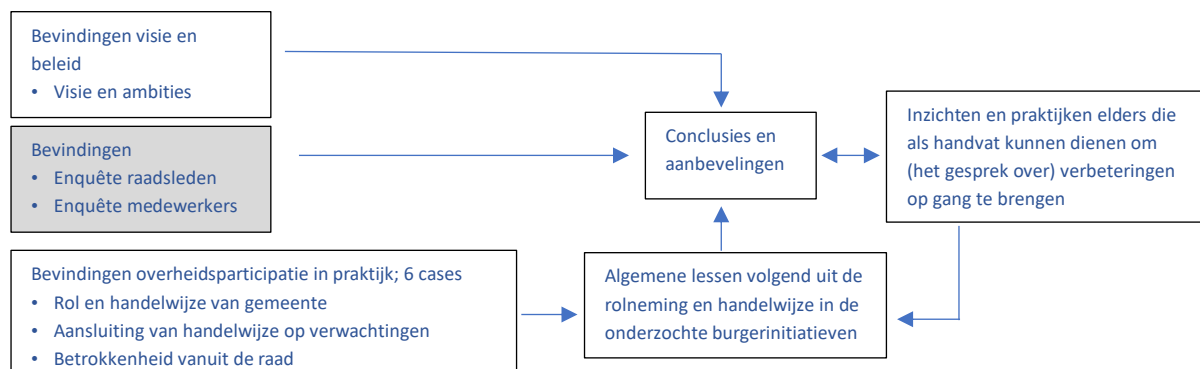 Bevindingen visie en
beleid
• Visie en ambities
Bevindingen
• Enquête raadsleden
• Enquête medewerkers
Conclusies en
aanbevelingen
Inzichten en praktijken elders die
als handvat kunnen dienen om
(het gesprek over) verbeteringen
op gang te brengen
Bevindingen overheidsparticipatie in praktijk; 6 cases
• Rol en handelwijze van gemeente
• Aansluiting van handelwijze op verwachtingen
• Betrokkenheid vanuit de raad
Algemene lessen volgend uit de
rolneming en handelwijze in de
onderzochte burgerinitiatieven